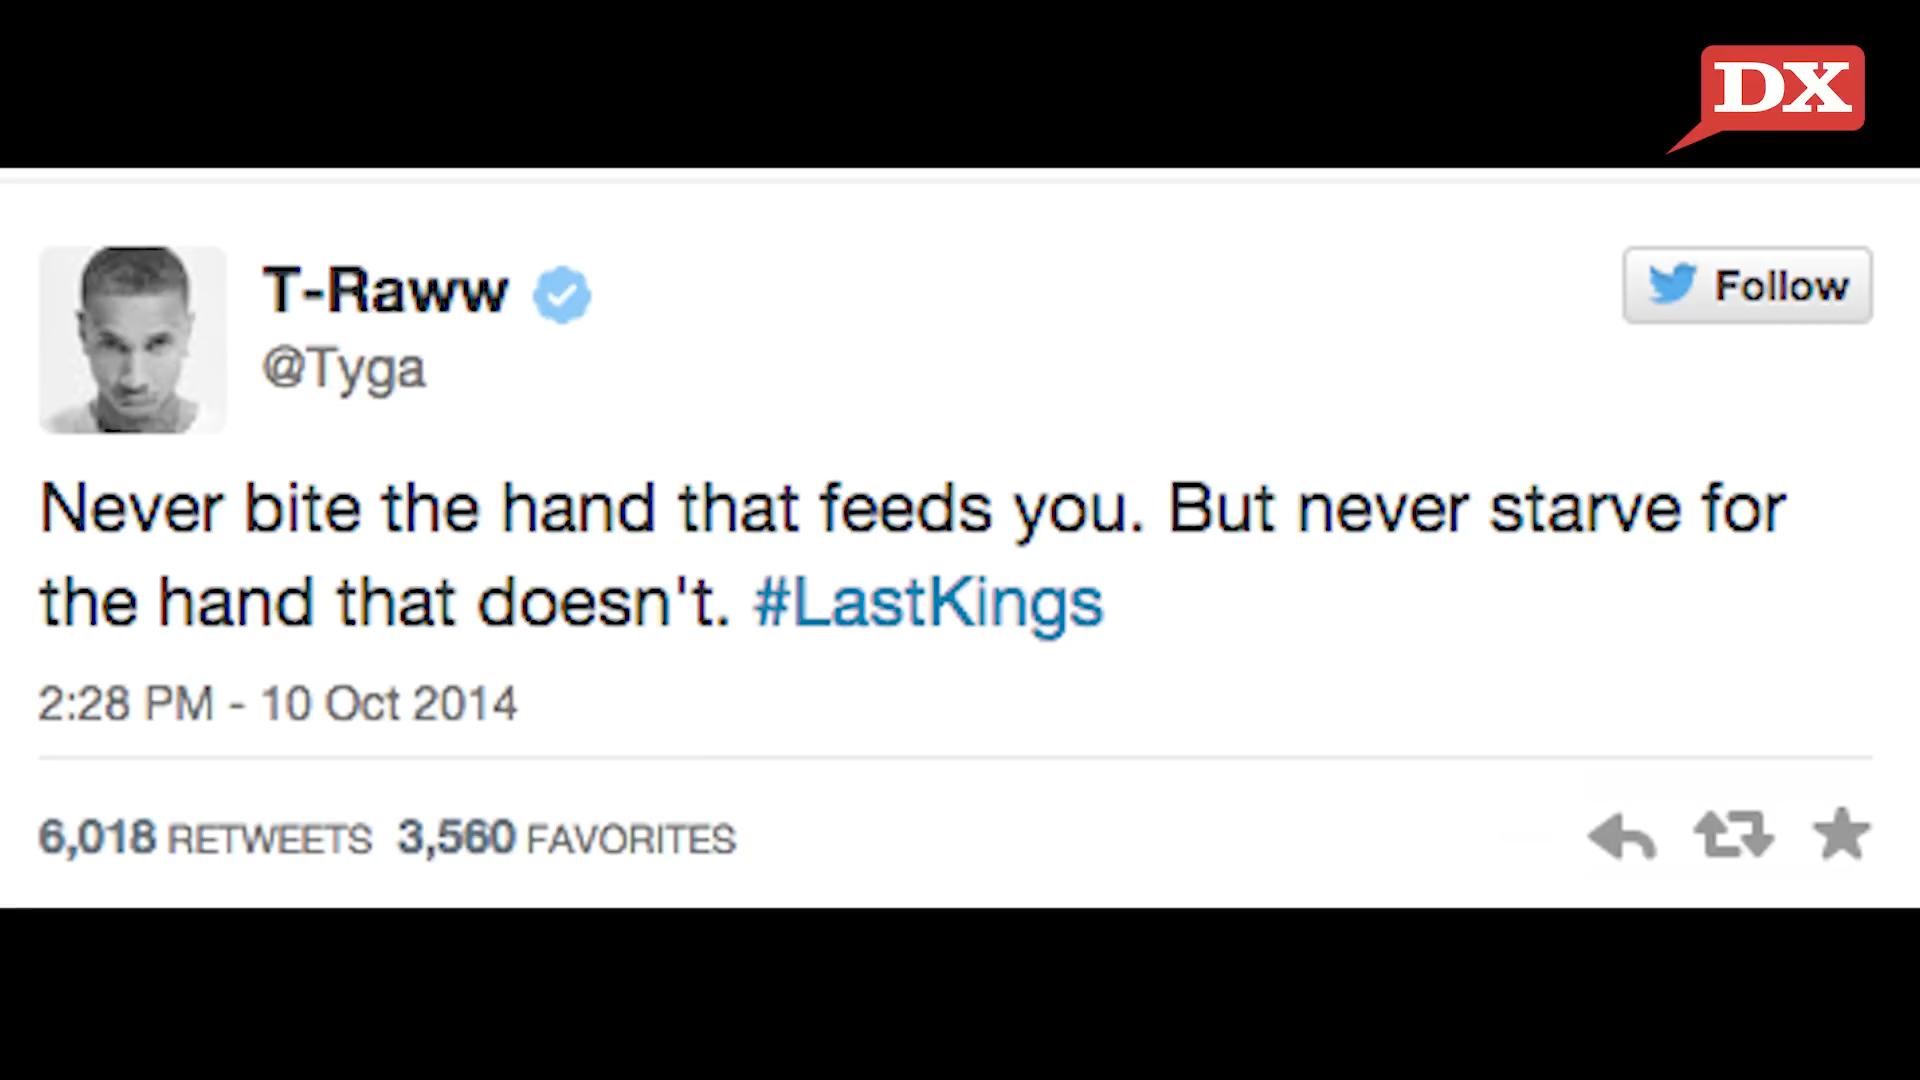 DX
T-Raww
Follow
@Tyga
Never bite the hand that feeds you. But never starve for
the hand that doesn't. #LastKings
2:28 PM - 10 Oct 2014
6,018 RETWEETS 3,560 FAVORITES